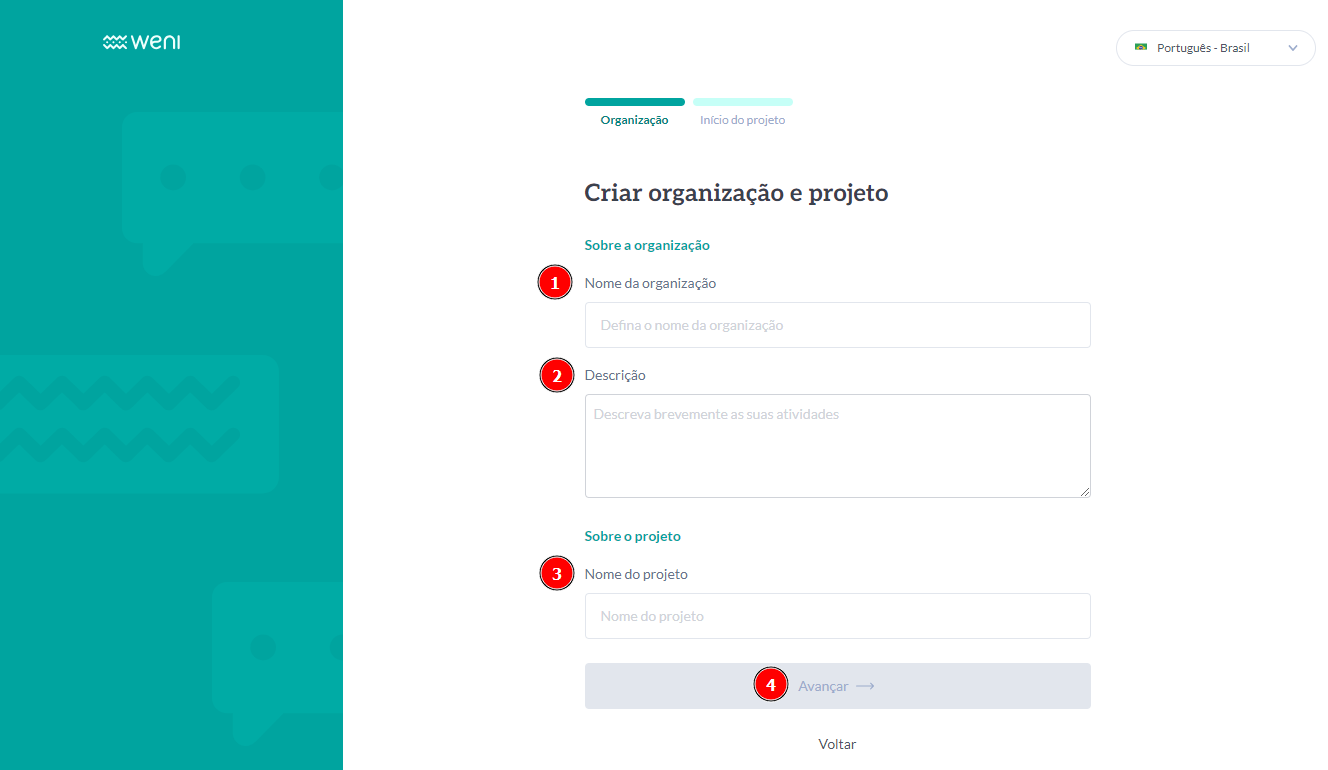 weni
Português - Brasil
Organização Início do projeto
Criar organização e projeto
Sobre a organização
1 Nome da organização
Defina o nome da organização
2 Descrição
Descreva brevemente as suas atividades
Sobre o projeto
3 Nome do projeto
Nome do projeto
4 Avançar
Voltar